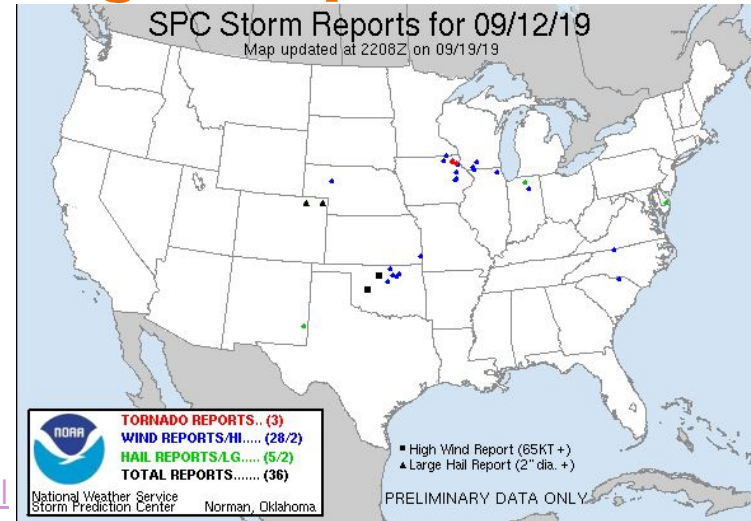 SPC Storm Reports for 09/12/19
Map updated at 2208Z on 09/19/19
NOAA
TORNADO REPORTS.. (3)
WIND REPORTS/HI..... (28/2)
HAIL REPORTS/LG..... (5/2)
TOTAL REPORTS....... (36)
National Weather Service
Storm Prediction Center Norman, Oklahoma
■ High Wind Report (65KT +)
▲ Large Hail Report (2" dia. +)
PRELIMINARY DATA ONLY